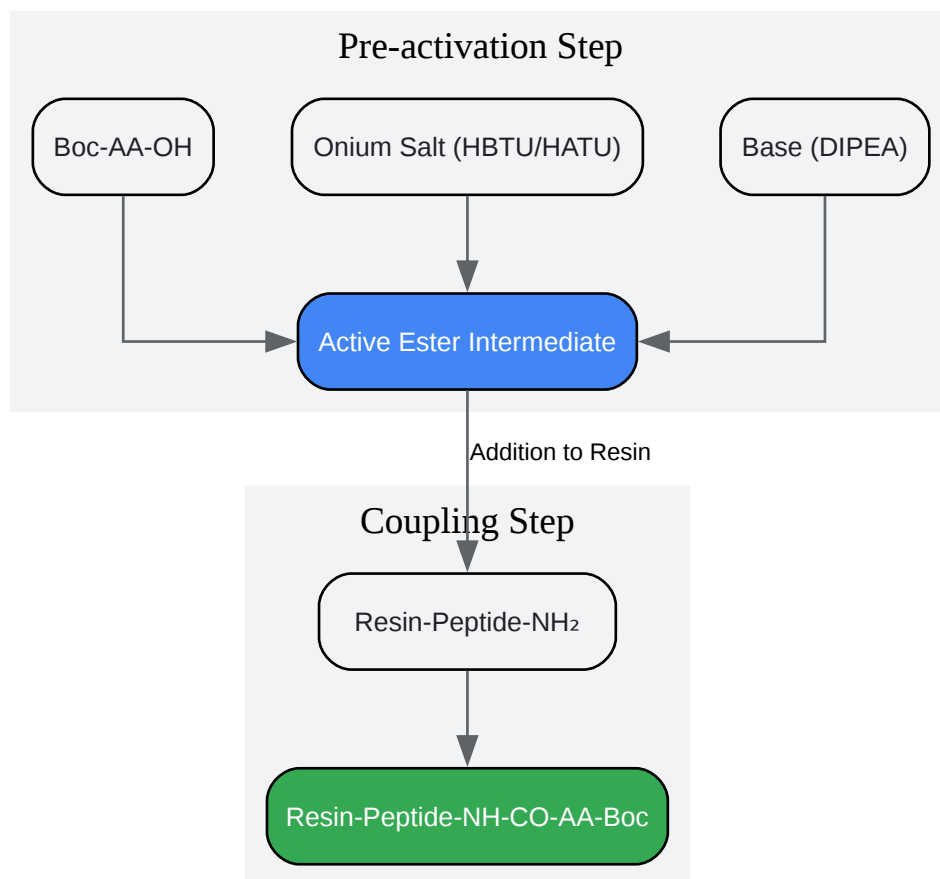 Pre-activation Step
Boc-AA-OH
Onium Salt (HBTU/HATU)
Base (DIPEA)
Active Ester Intermediate
Addition to Resin
Coupling Step
Resin-Peptide-NH₂
Resin-Peptide-NH-CO-AA-Boc